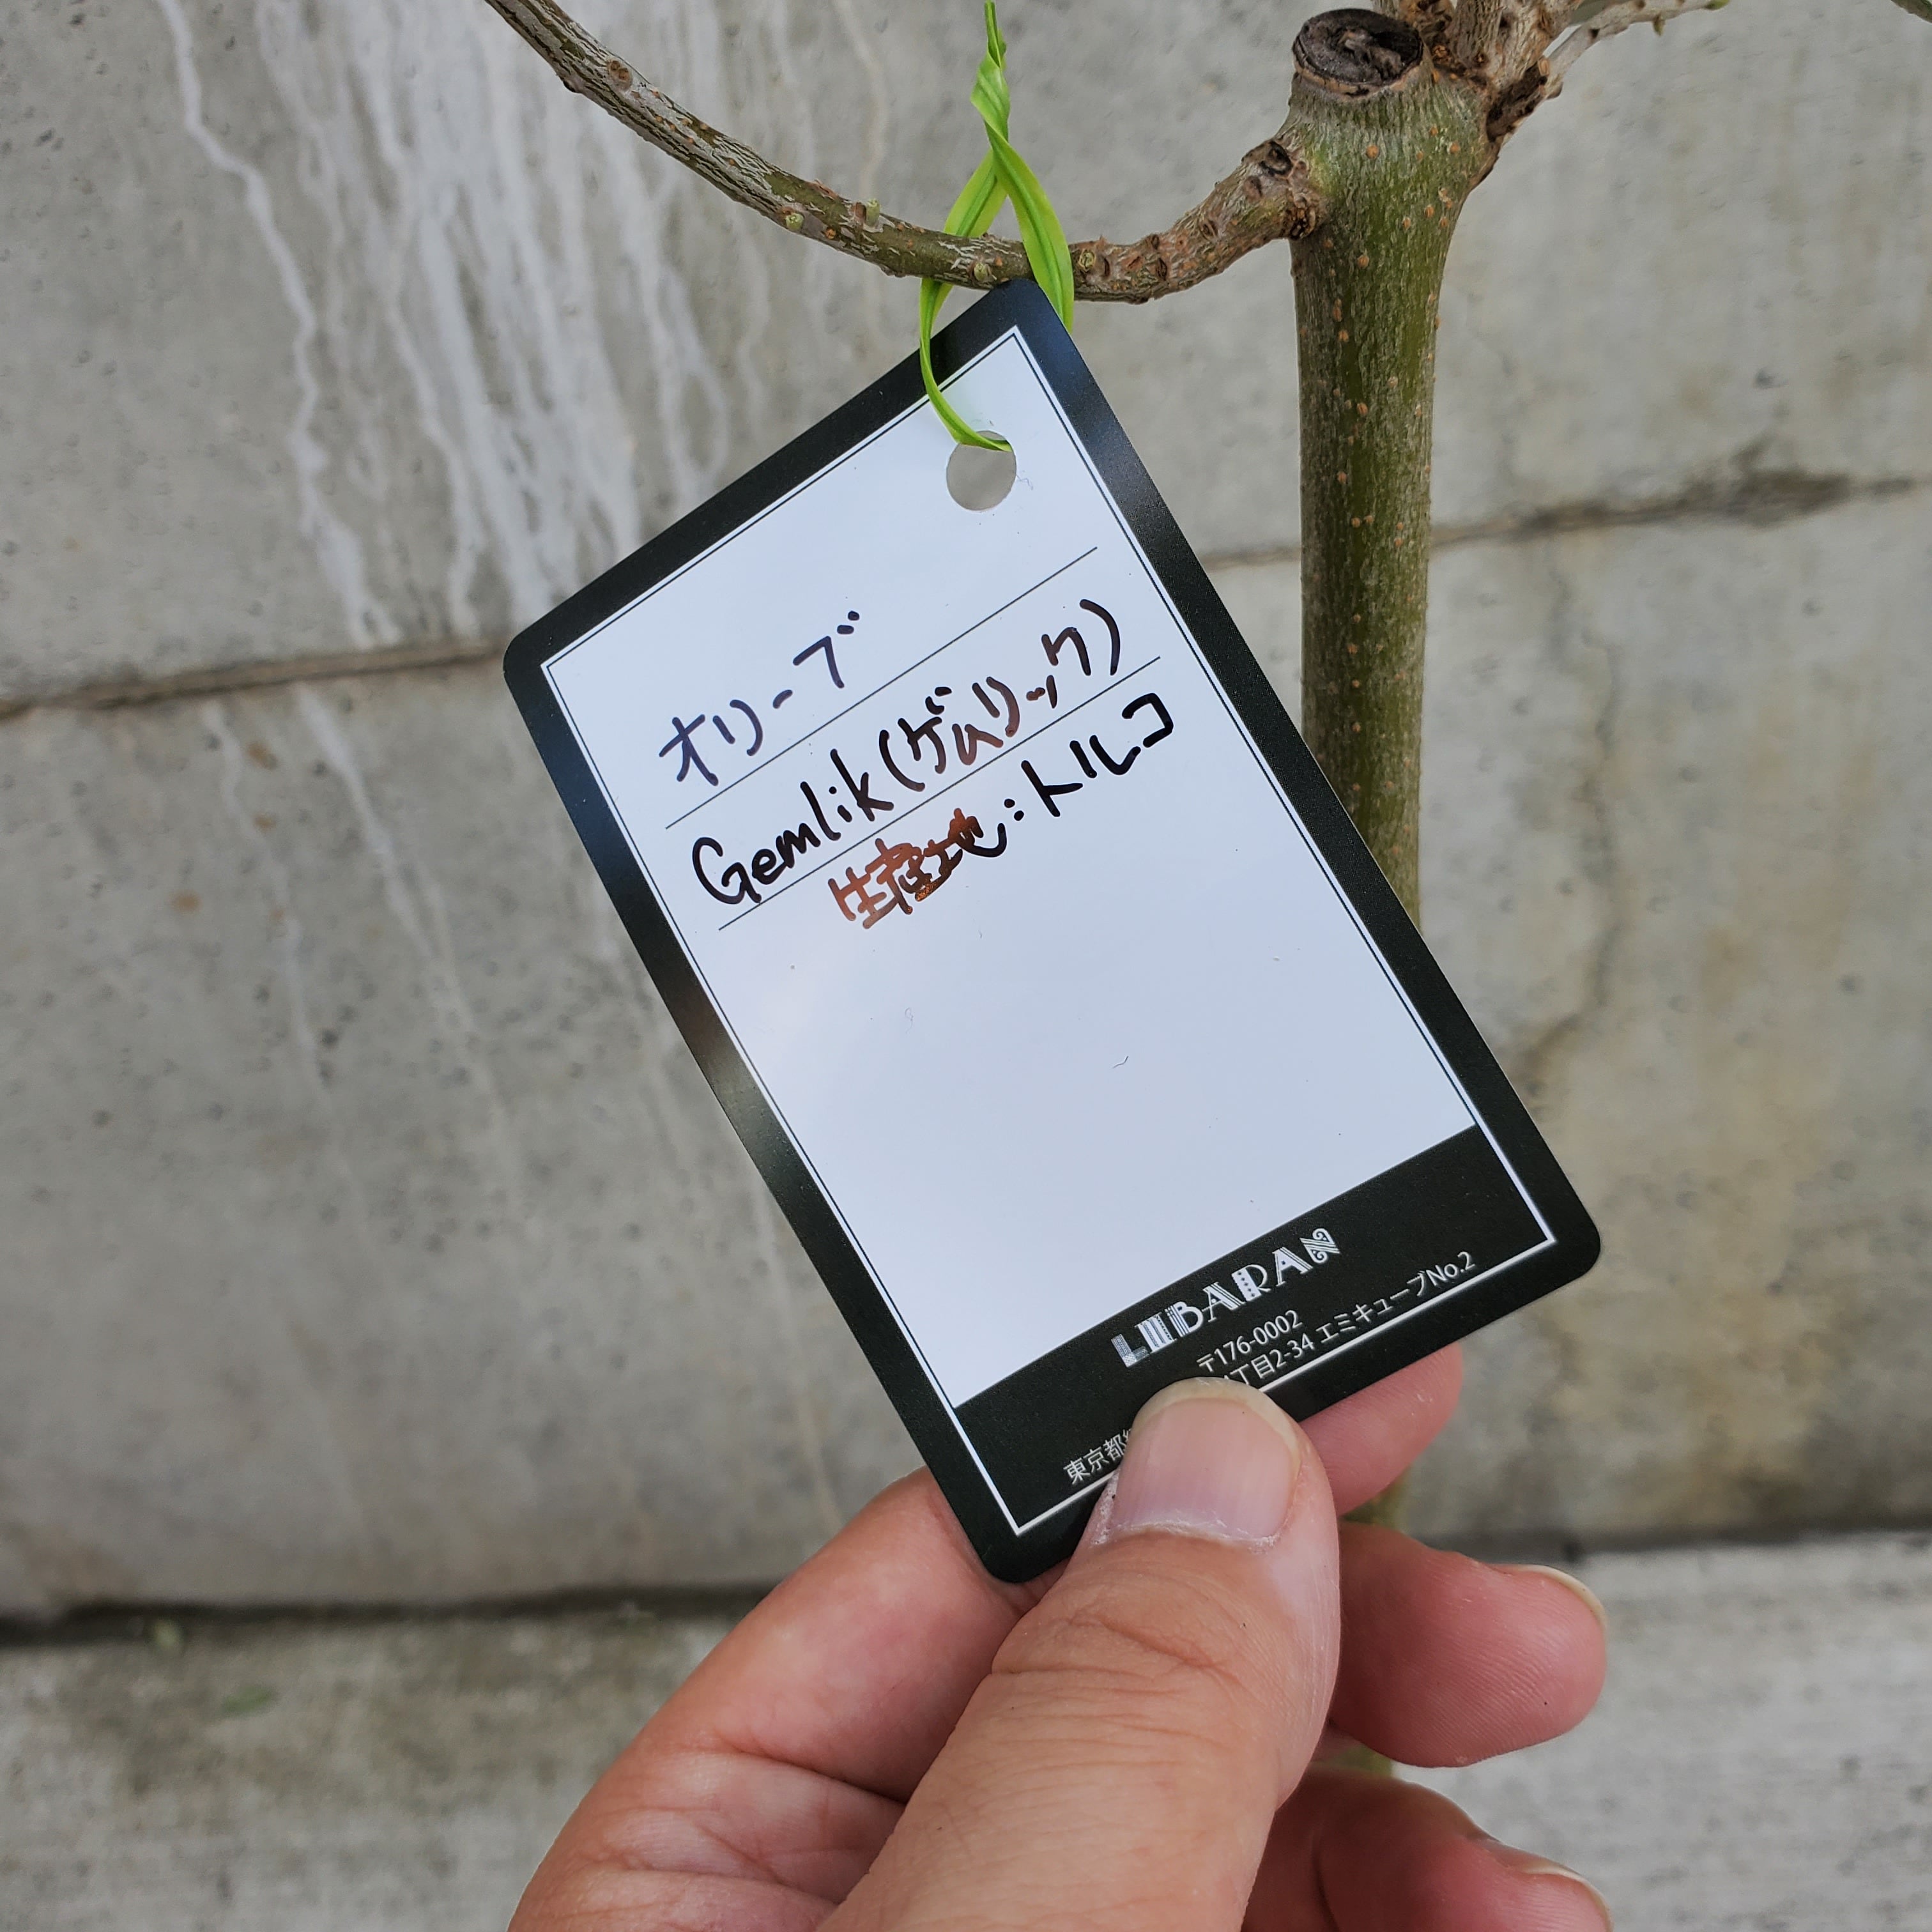 オリーブ
Gemlik(ゲムリック)
生産地:トルコ
LIBARAN
〒176-0002
東京都 丁目2-34 エミキューブNo.2